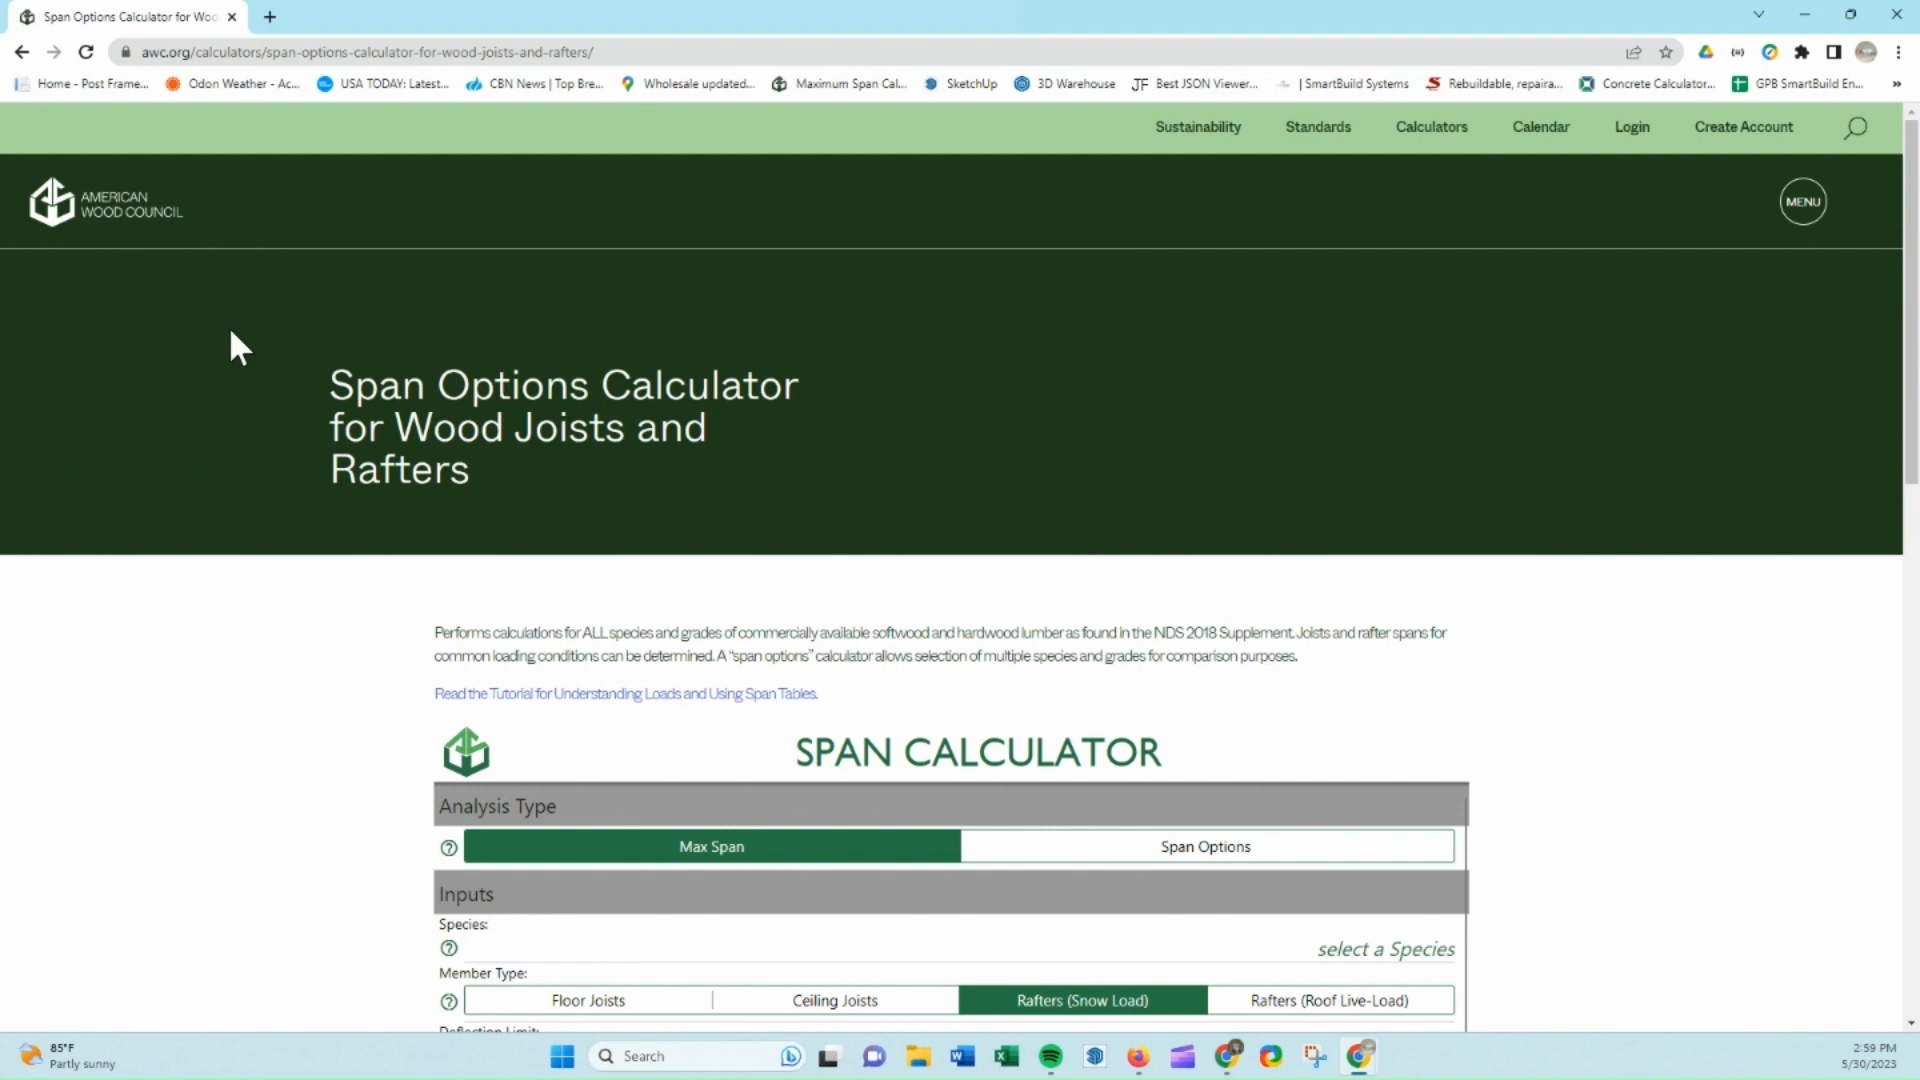 Span Options Calculator for Woo
awc.org/calculators/span-options-calculator-for-wood-joists-and-rafters/
Home - Post Frame... Odon Weather - Ac... USA TODAY: Latest... CBN News | Top Bre... Wholesale updated... Maximum Span Cal... SketchUp 3D Warehouse JF Best JSON Viewer... | SmartBuild Systems Rebuildable, repaira... Concrete Calculator... GPB SmartBuild En... »
Sustainability Standards Calculators Calendar Login Create Account
AMERICAN
WOOD COUNCIL
MENU
Span Options Calculator
for Wood Joists and
Rafters
Performs calculations for ALL species and grades of commercially available softwood and hardwood lumber as found in the NDS 2018 Supplement. Joists and rafter spans for
common loading conditions can be determined. A "span options" calculator allows selection of multiple species and grades for comparison purposes.
Read the Tutorial for Understanding Loads and Using Span Tables.
SPAN CALCULATOR
Analysis Type
Max Span Span Options
Inputs
Species:
select a Species
Member Type:
Floor Joists Ceiling Joists Rafters (Snow Load) Rafters (Roof Live-Load)
Deflection Limit:
85°F
Partly sunny
Search
2:59 PM
5/30/2023